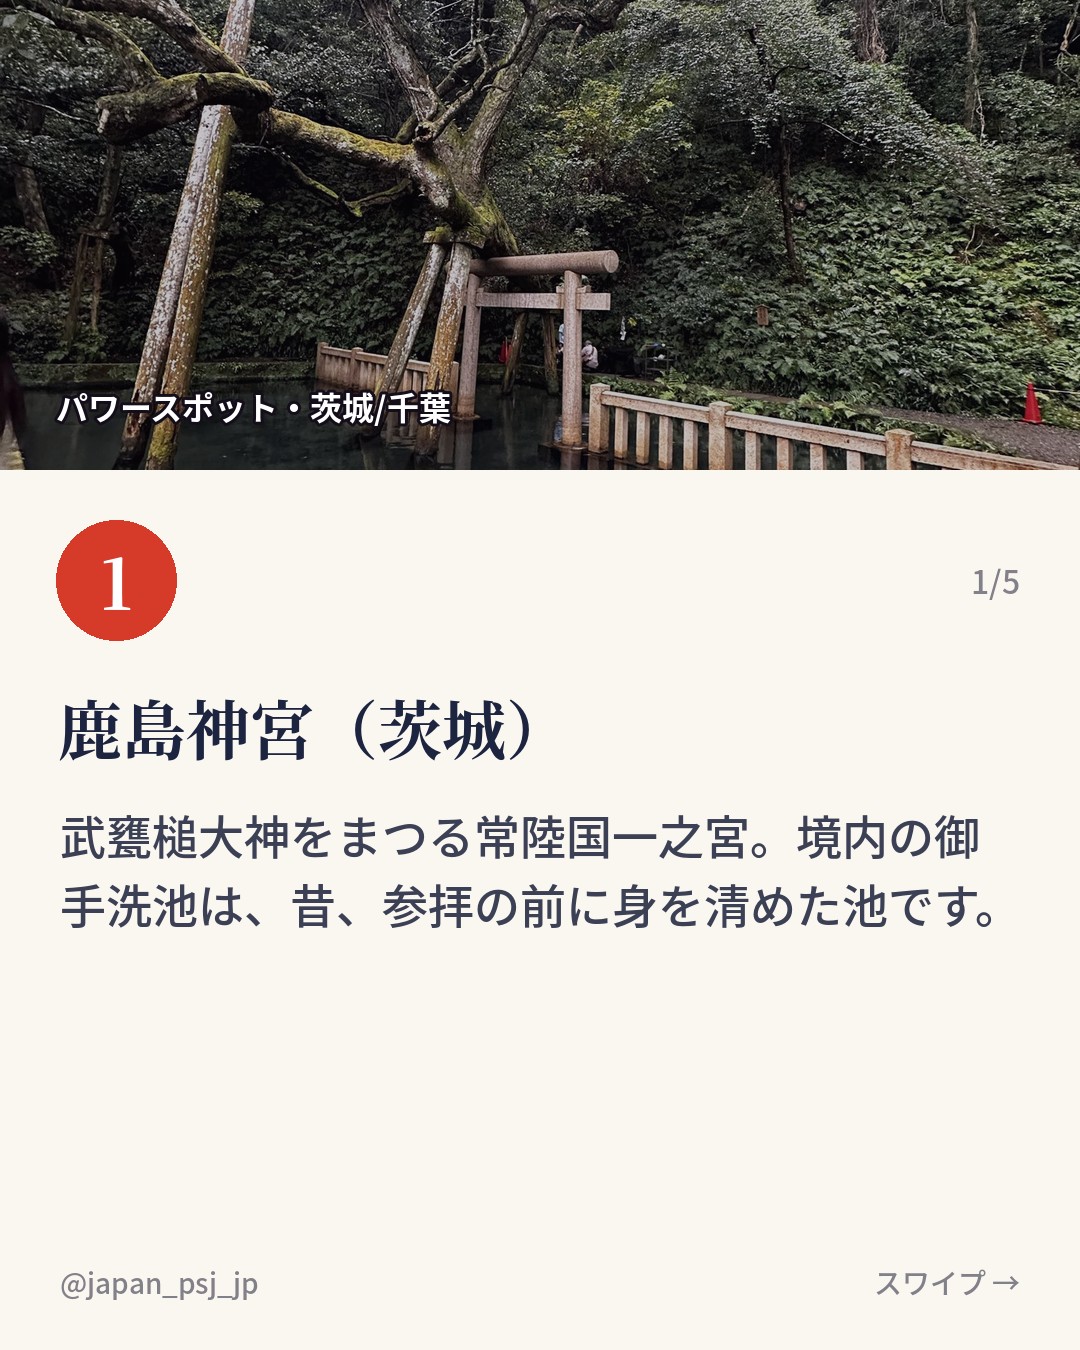 パワースポット・茨城/千葉
1
1/5
鹿島神宮（茨城）
武甕槌大神をまつる常陸国一之宮。境内の御
手洗池は、昔、参拝の前に身を清めた池です。
@japan_psj_jp
スワイプ →